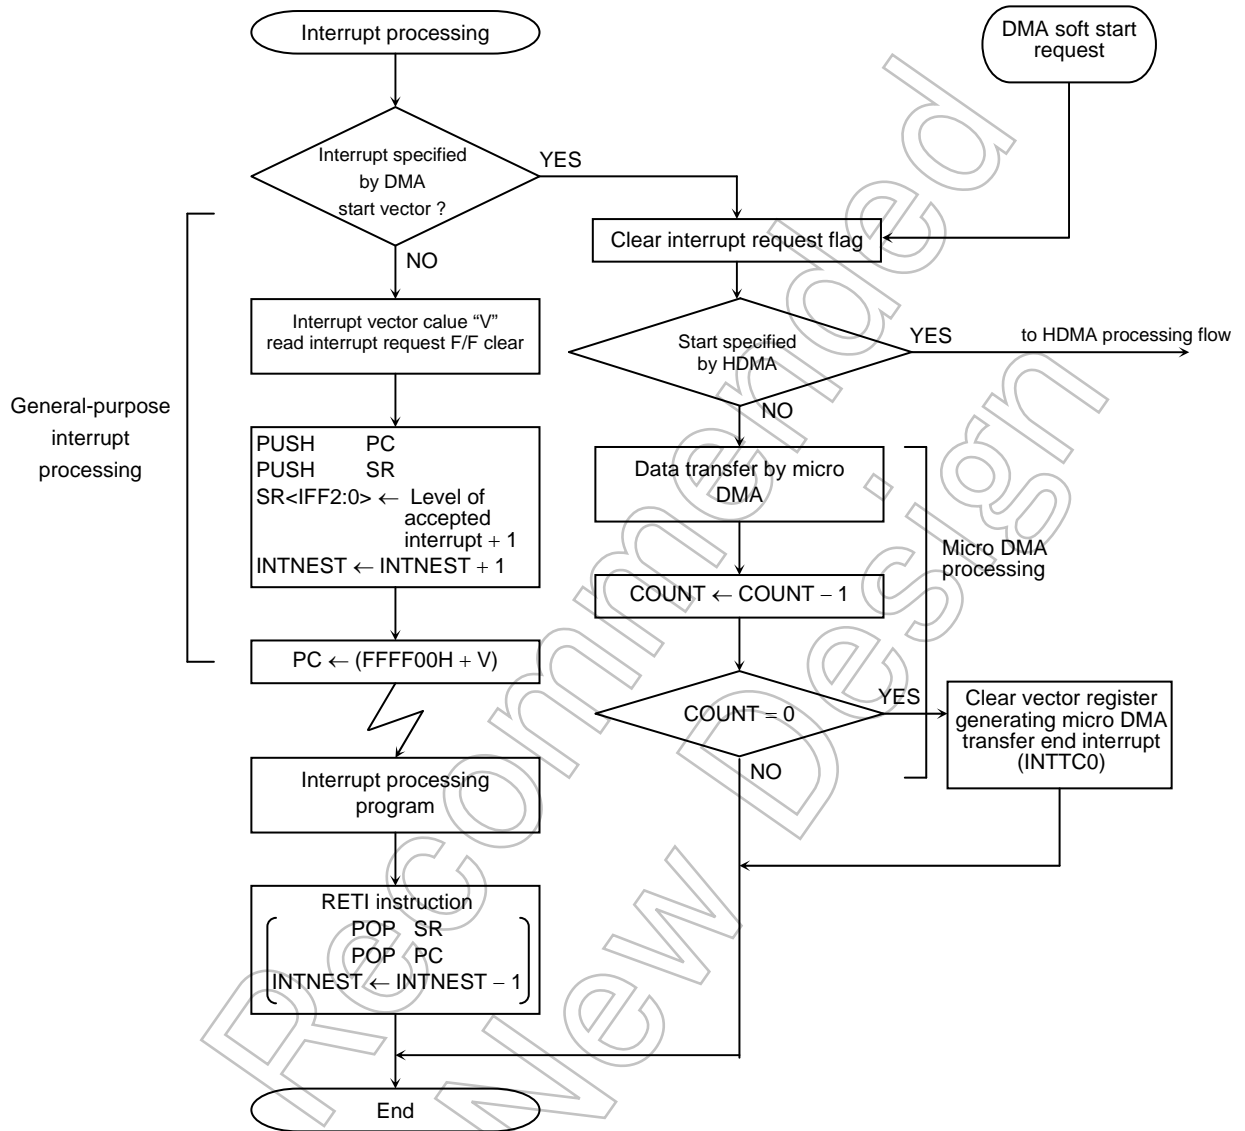 Interrupt processing
DMA soft start
request
Interrupt specified
by DMA
start vector ?
YES
NO
Clear interrupt request flag
Interrupt vector calue “V”
read interrupt request F/F clear
Start specified
by HDMA
YES
to HDMA processing flow
NO
General-purpose
interrupt
processing
PUSH PC
PUSH SR
SR<IFF2:0> ← Level of
accepted
interrupt + 1
INTNEST ← INTNEST + 1
Data transfer by micro
DMA
Micro DMA
processing
COUNT ← COUNT − 1
PC ← (FFFF00H + V)
COUNT = 0
YES
NO
Clear vector register
generating micro DMA
transfer end interrupt
(INTTC0)
Interrupt processing
program
RETI instruction
POP SR
POP PC
INTNEST ← INTNEST − 1
End
Recommended
New Design